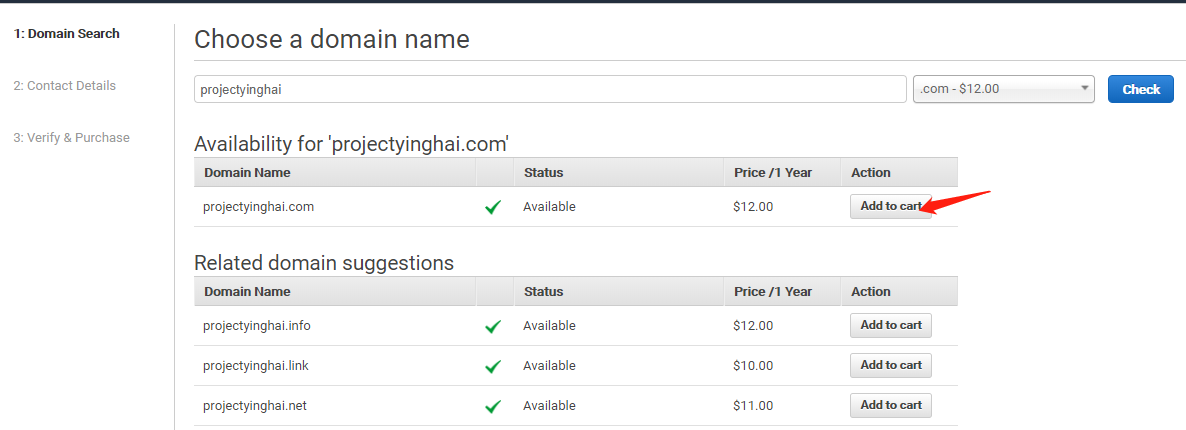 1: Domain Search
2: Contact Details
3: Verify & Purchase
Choose a domain name
projectyinghai
.com - $12.00
Check
Availability for 'projectyinghai.com'
Domain Name Status Price /1 Year Action
projectyinghai.com Available $12.00 Add to cart
Related domain suggestions
Domain Name Status Price /1 Year Action
projectyinghai.info Available $12.00 Add to cart
projectyinghai.link Available $10.00 Add to cart
projectyinghai.net Available $11.00 Add to cart